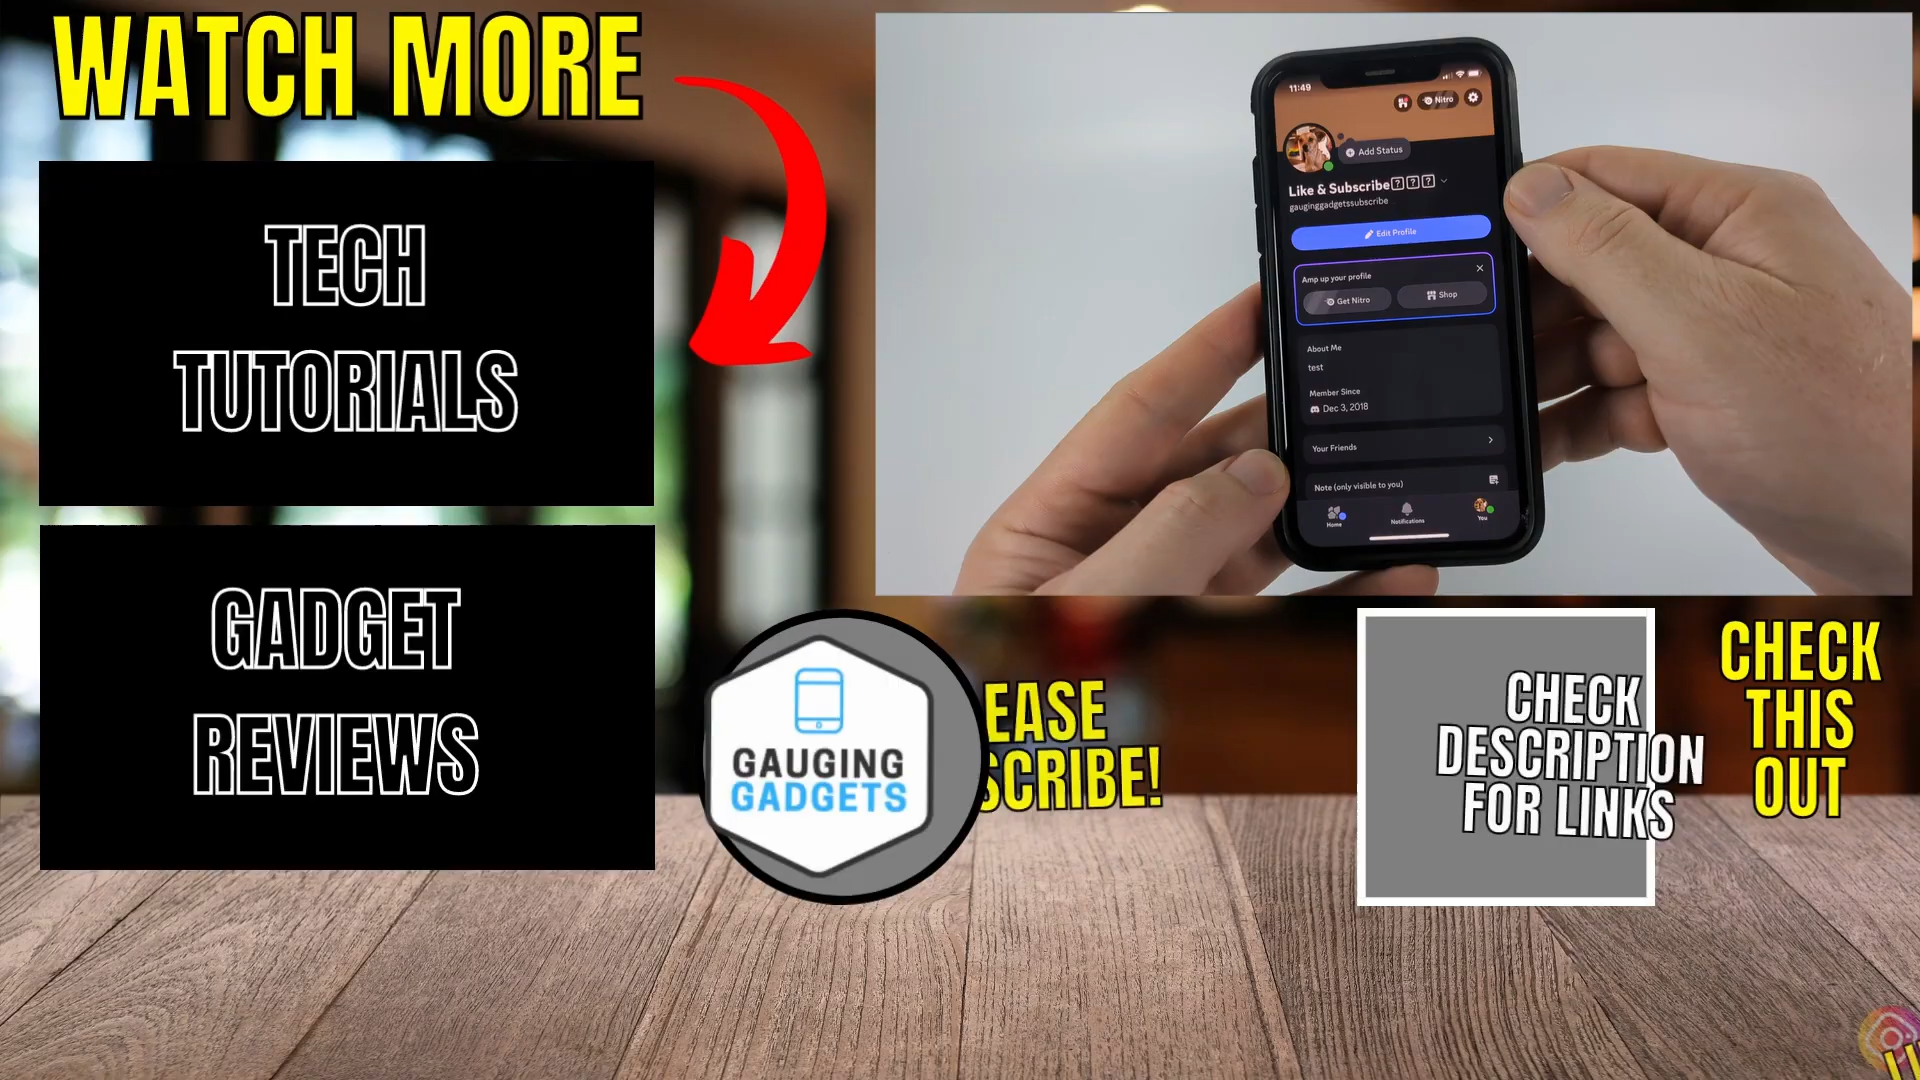 WATCH MORE
TECH
TUTORIALS
GADGET
REVIEWS
11:49
Nitro
Add Status
Like & Subscribe
gauginggadgetssubscribe
Edit Profile
Amp up your profile
Get Nitro
Shop
About Me
test
Member Since
Dec 3, 2018
Your Friends
Note (only visible to you)
Home
Notifications
You
GAUGING
GADGETS
EASE
SCRIBE!
CHECK
DESCRIPTION
FOR LINKS
CHECK
THIS
OUT